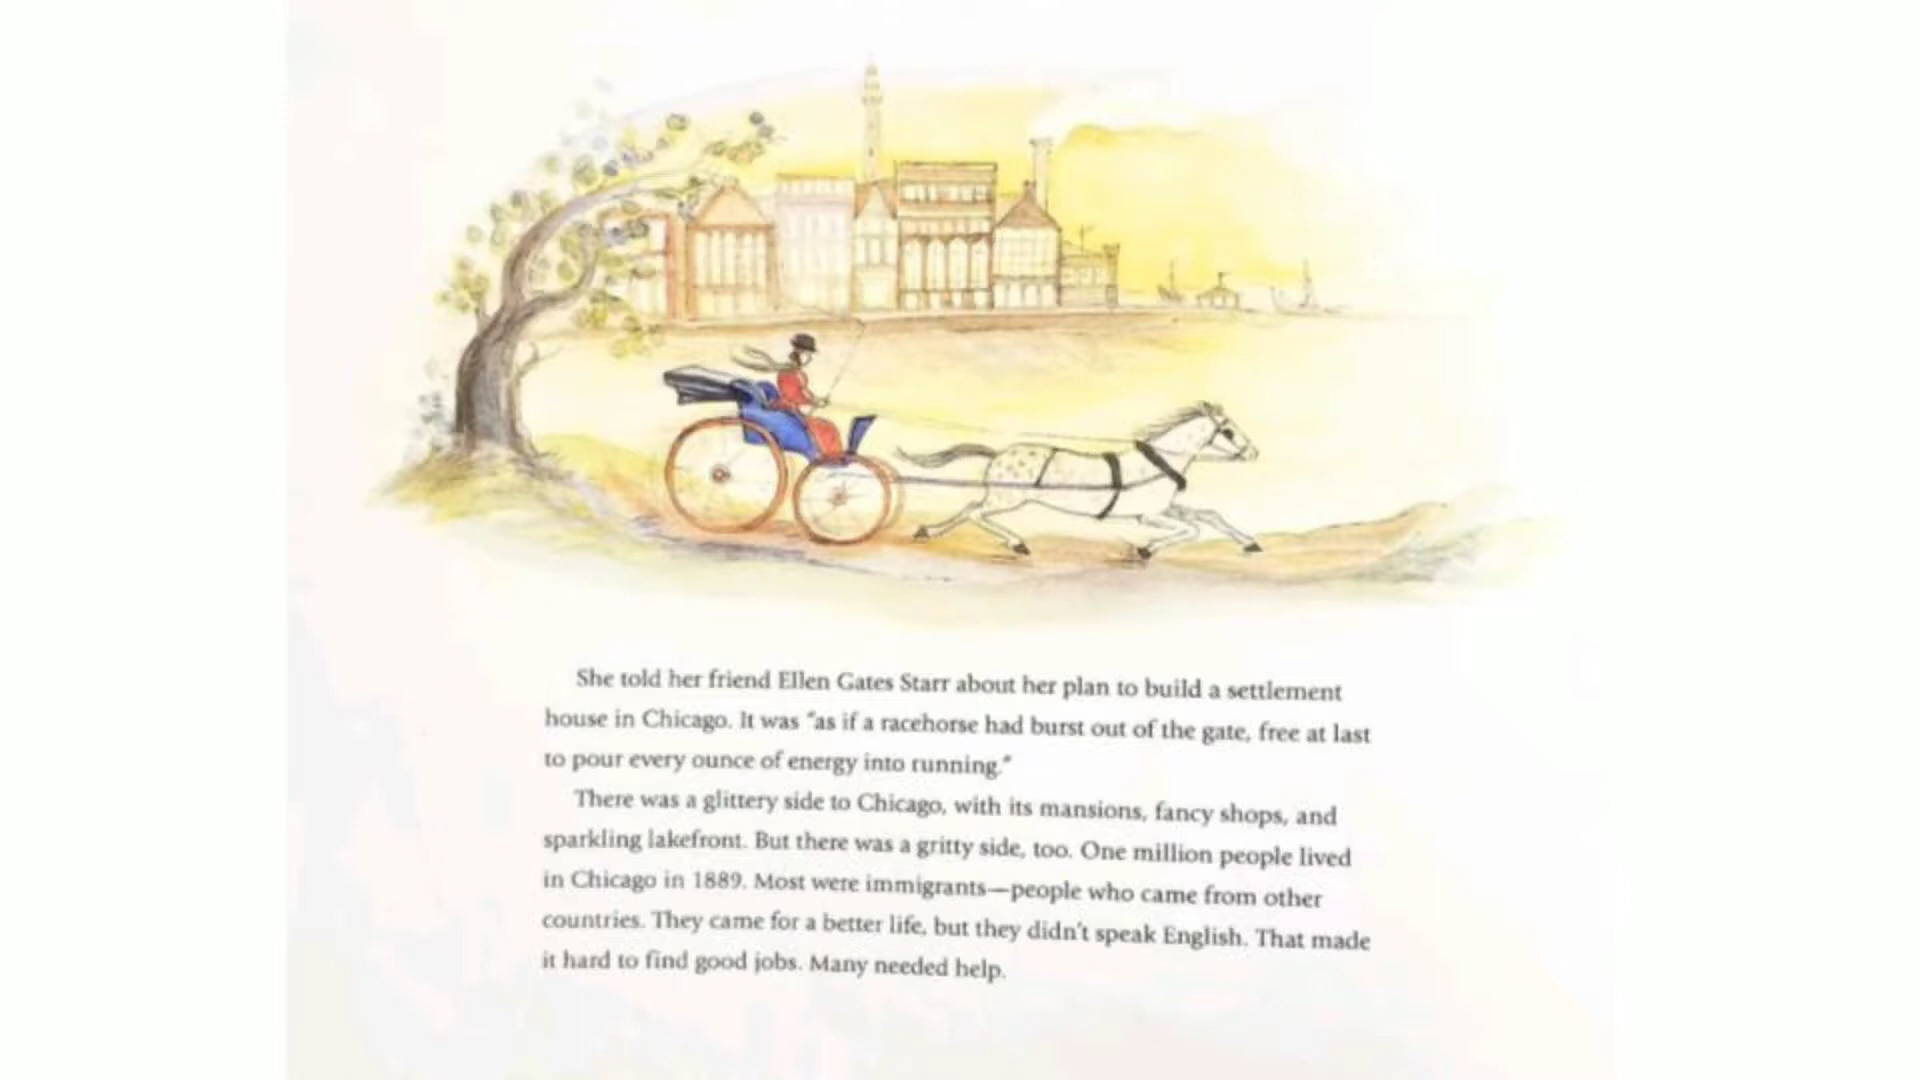 She told her friend Ellen Gates Starr about her plan to build a settlement
house in Chicago. It was "as if a racehorse had burst out of the gate, free at last
to pour every ounce of energy into running."
There was a glittery side to Chicago, with its mansions, fancy shops, and
sparkling lakefront. But there was a gritty side, too. One million people lived
in Chicago in 1889. Most were immigrants—people who came from other
countries. They came for a better life, but they didn't speak English. That made
it hard to find good jobs. Many needed help.